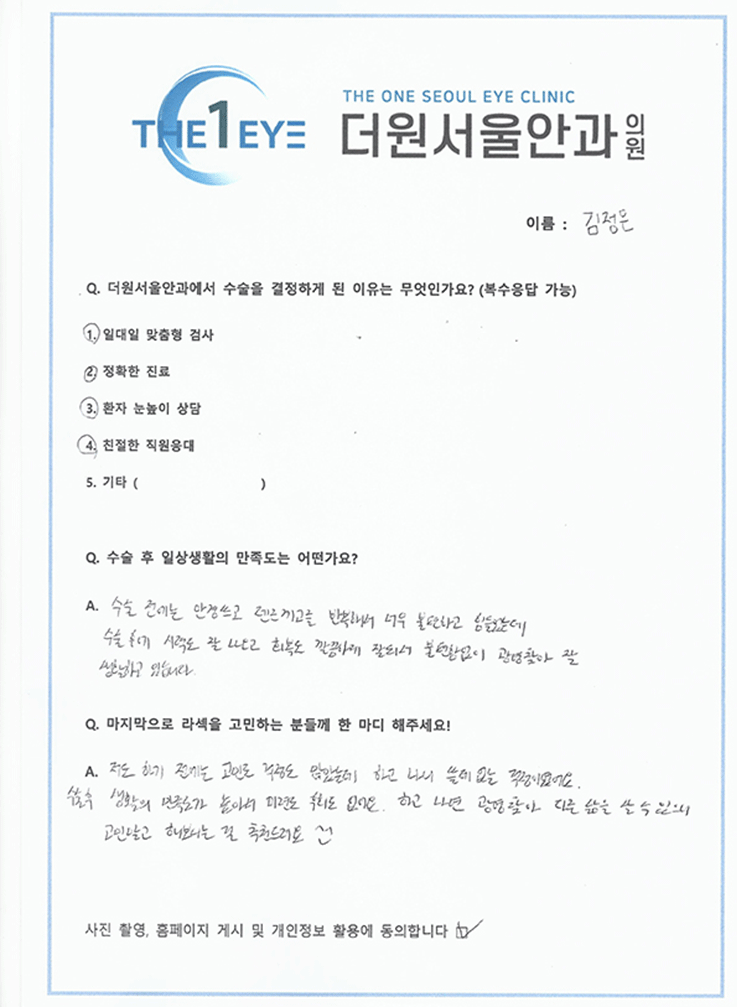 THE 1 EYE
THE ONE SEOUL EYE CLINIC
더원서울안과의원
이름 : 김정은
Q. 더원서울안과에서 수술을 결정하게 된 이유는 무엇인가요? (복수응답 가능)
1. 일대일 맞춤형 검사
2. 정확한 진료
3. 환자 눈높이 상담
4. 친절한 직원응대
5. 기타 ( )
Q. 수술 후 일상생활의 만족도는 어떤가요?
A. 수술 전에는 안경쓰고 렌즈끼고를 반복해서 너무 불편하고 힘들었는데
수술 후에 시력도 잘 나오고 회복도 깔끔하게 잘되서 불편함없이 광명찾아 잘
생활하고 있습니다.
Q. 마지막으로 라섹을 고민하는 분들께 한 마디 해주세요!
A. 저도 하기 전에는 고민도 걱정도 많았는데 하고 나니 쓸데없는 걱정이었어요.
수술후 생활의 만족도가 높아서 미련도 후회도 없어요. 하고 나면 광명찾아 다른 삶을 살 수 있으니
고민말고 해보시는 걸 추천드려요
사진 촬영, 홈페이지 게시 및 개인정보 활용에 동의합니다